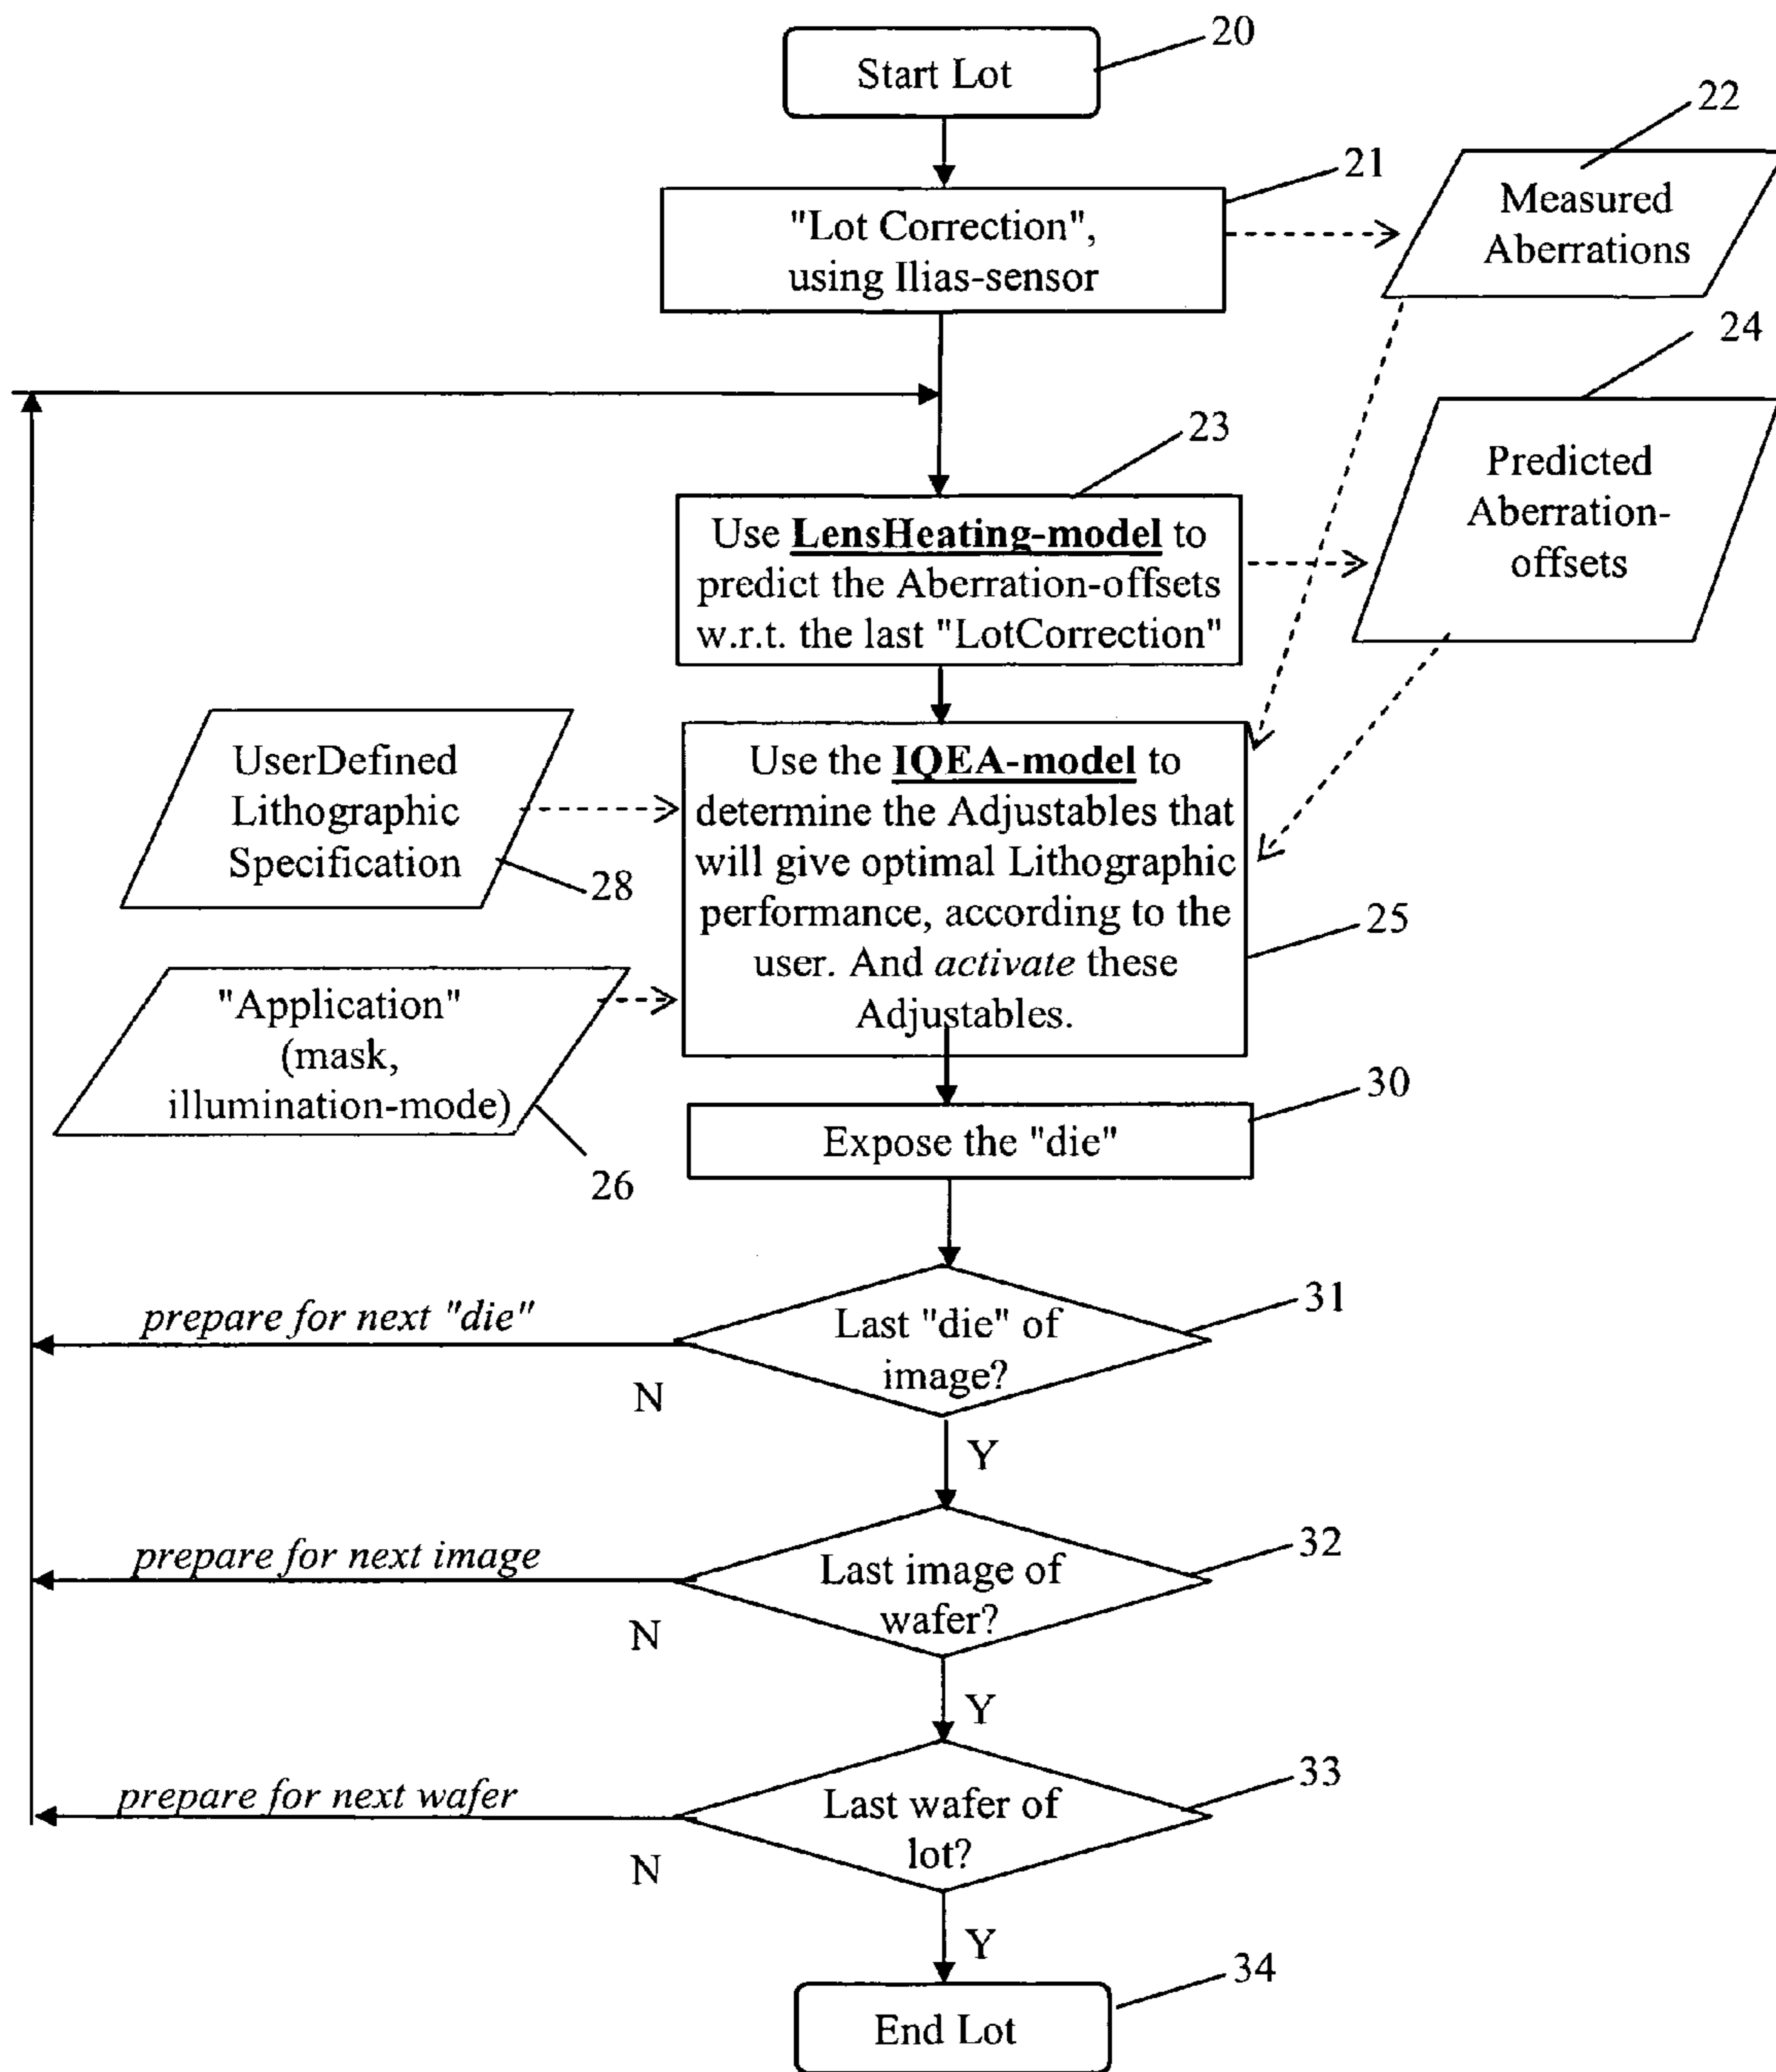 20
Start Lot
22
21
Measured
Aberrations
"Lot Correction",
using Ilias-sensor
24
23
Predicted
Aberration-
offsets
Use LensHeating-model to
predict the Aberration-offsets
w.r.t. the last "LotCorrection"
UserDefined
Lithographic
Specification
28
Use the IQEA-model to
determine the Adjustables that
will give optimal Lithographic
performance, according to the
user. And activate these
Adjustables.
25
"Application"
(mask,
illumination-mode)
26
30
Expose the "die"
31
prepare for next "die"
Last "die" of
image?
N
Y
32
prepare for next image
Last image of
wafer?
N
Y
33
prepare for next wafer
Last wafer of
lot?
N
Y
34
End Lot